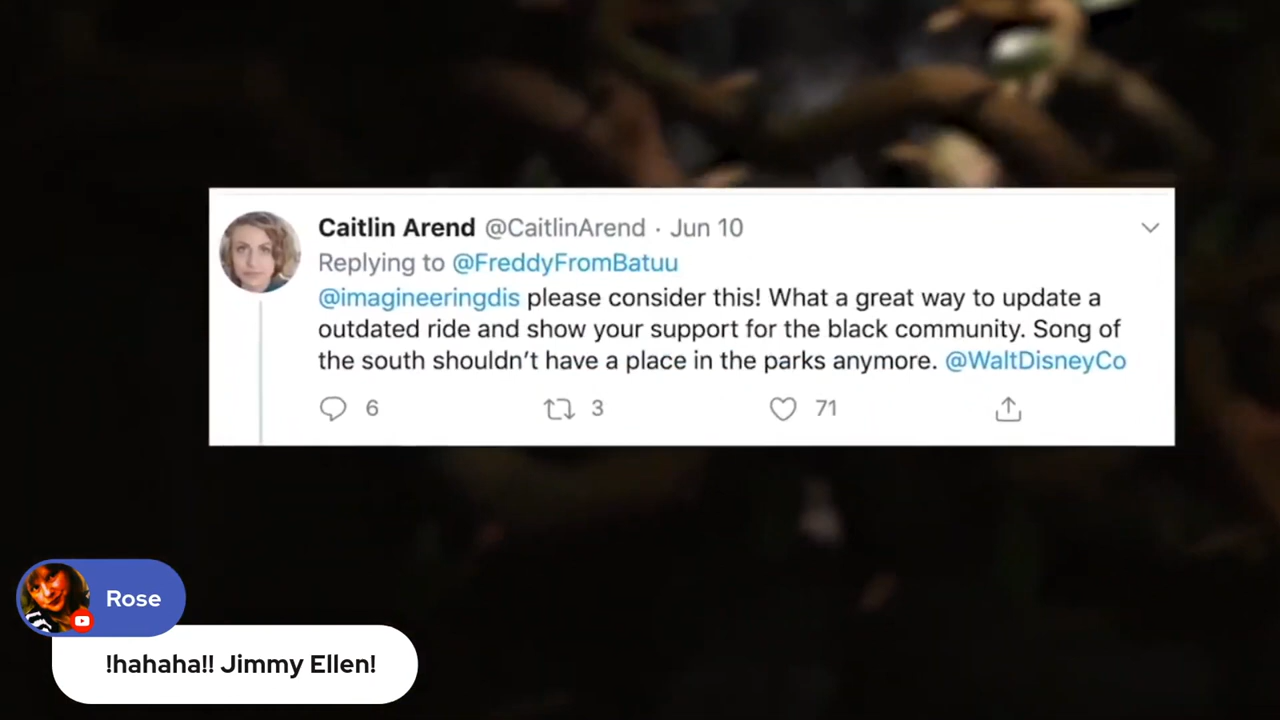 Caitlin Arend @CaitlinArend · Jun 10
Replying to @FreddyFromBatuu
@imagineeringdis please consider this! What a great way to update a
outdated ride and show your support for the black community. Song of
the south shouldn't have a place in the parks anymore. @WaltDisneyCo
6 3 71
Rose
!hahaha!! Jimmy Ellen!